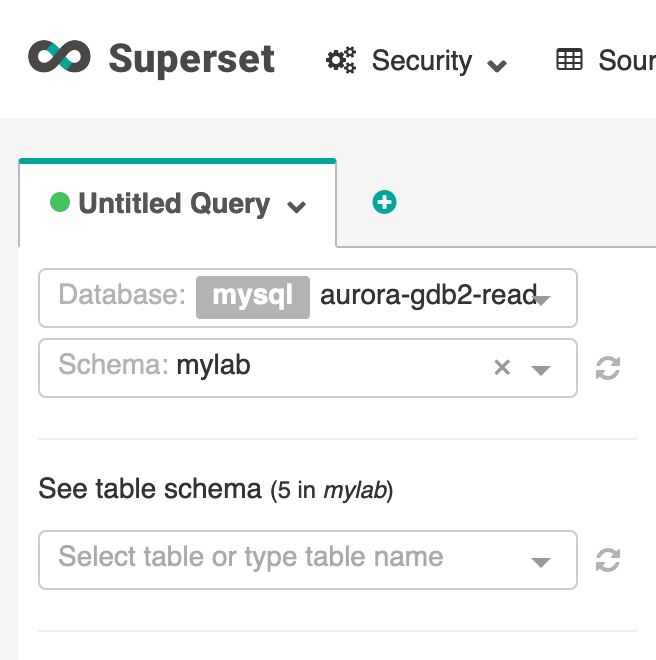 Superset Security Sour
Untitled Query
Database: mysql aurora-gdb2-read
Schema: mylab
See table schema (5 in mylab)
Select table or type table name